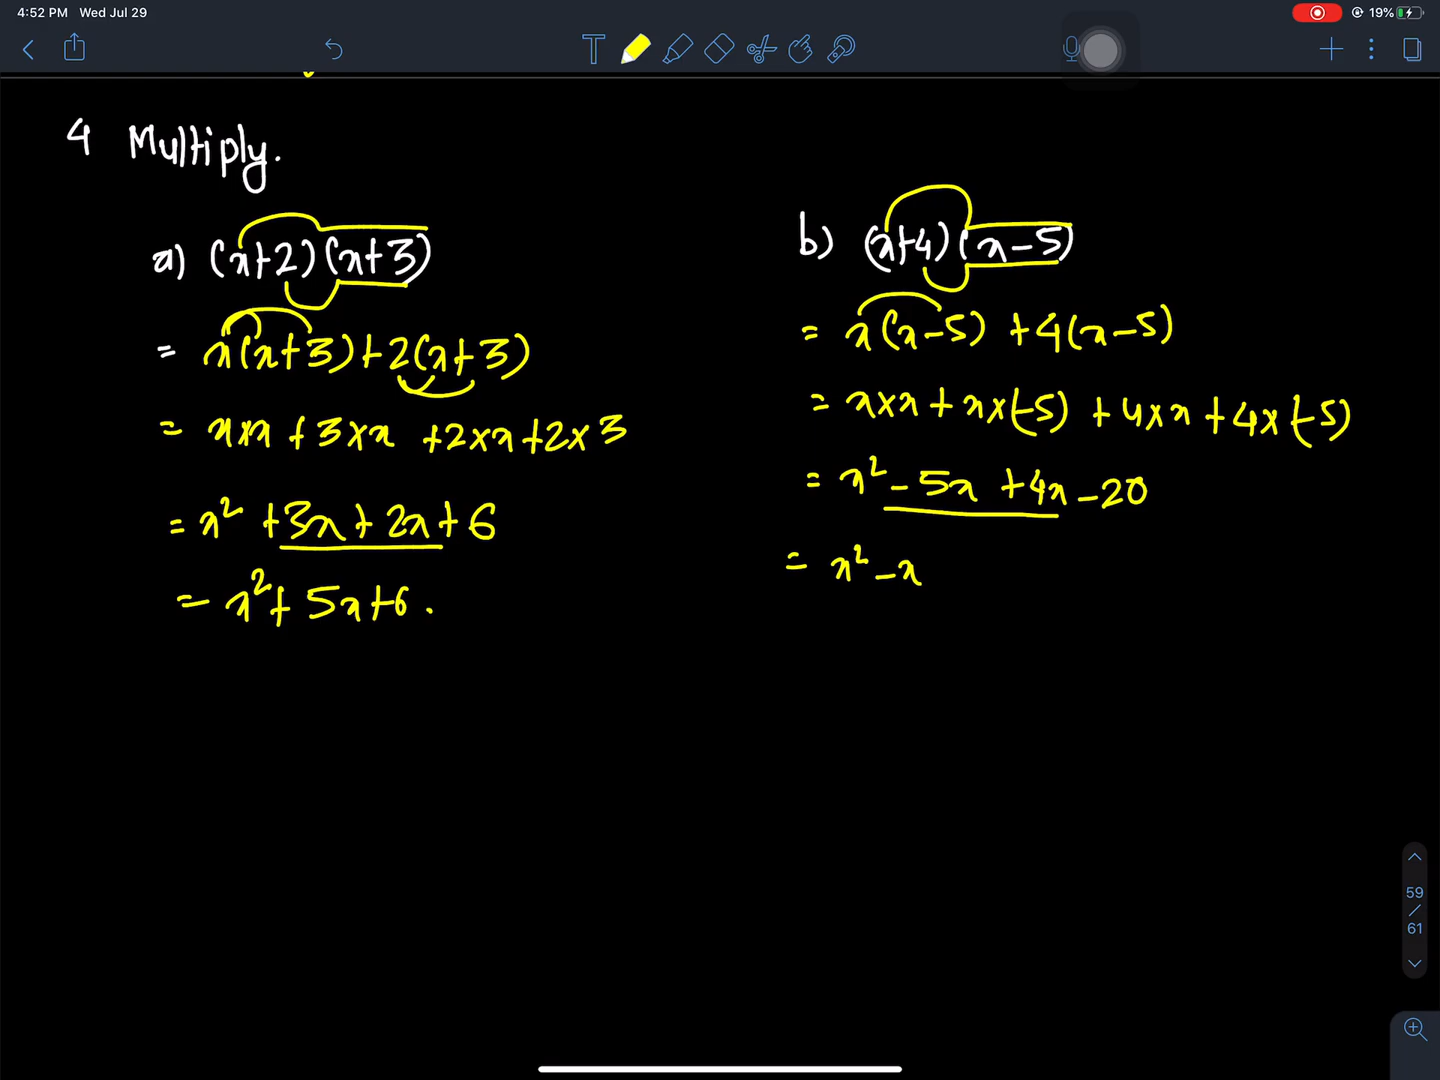 4:52 PM Wed Jul 29
19%
T
4 Multiply.
a) (x+2)(x+3)
= x(x+3)+2(x+3)
= x×x +3×x +2×x+2×3
= x² +3x+2x+6
= x²+5x+6.
b) (x+4)(x-5)
= x(x-5) +4(x-5)
= x×x + x×(-5) +4×x + 4×(-5)
= x² -5x +4x -20
= x² -x
59
/
61